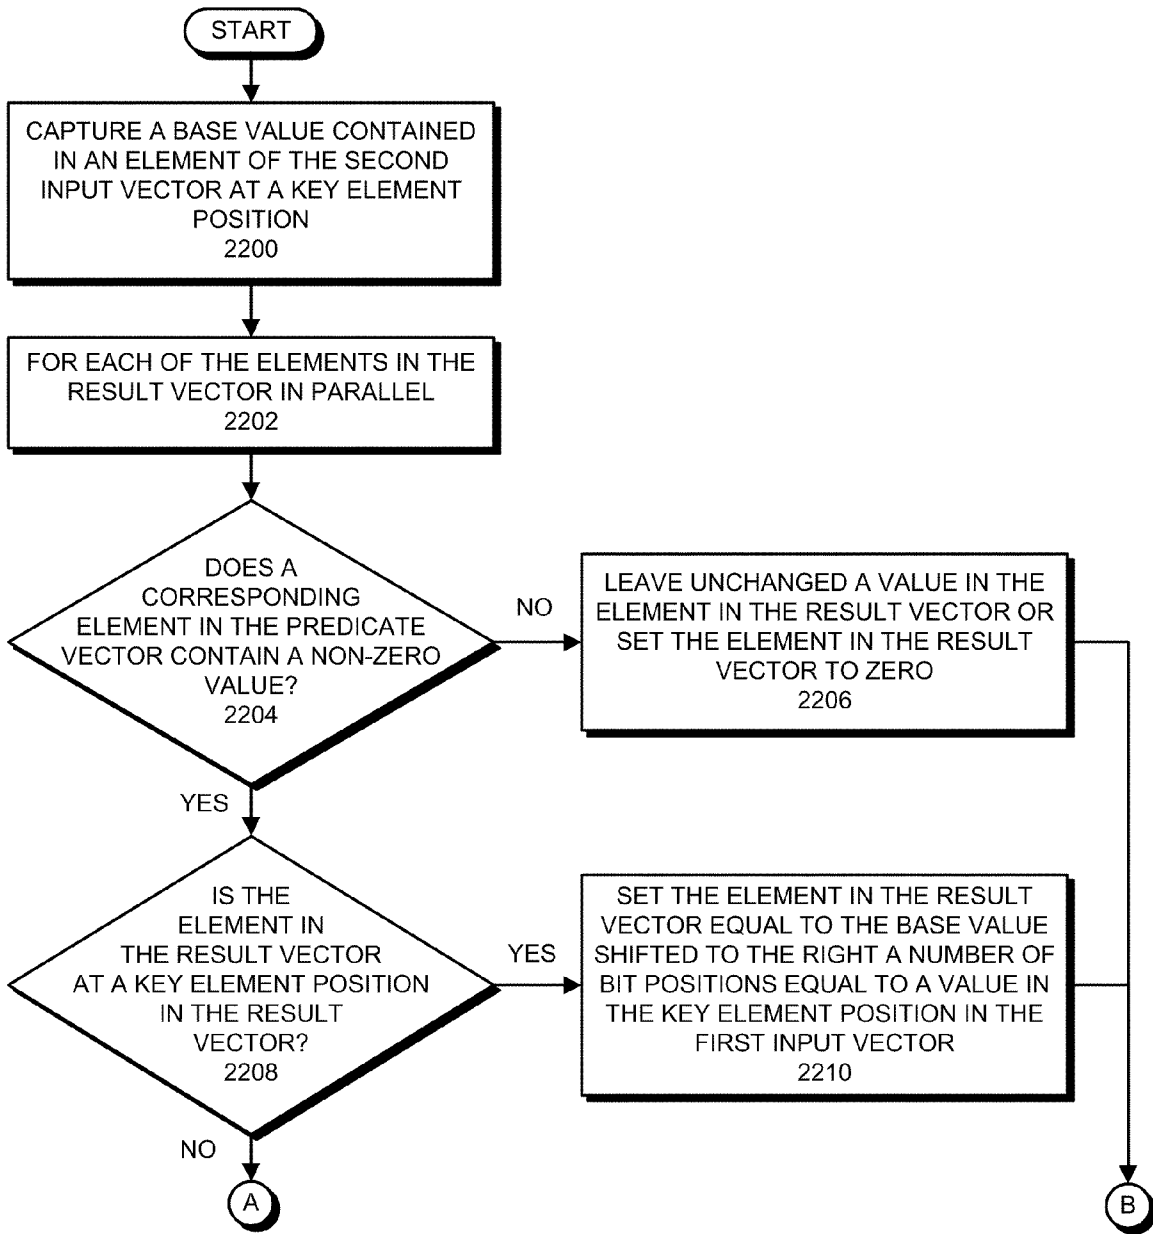 START
CAPTURE A BASE VALUE CONTAINED
IN AN ELEMENT OF THE SECOND
INPUT VECTOR AT A KEY ELEMENT
POSITION
2200
FOR EACH OF THE ELEMENTS IN THE
RESULT VECTOR IN PARALLEL
2202
DOES A
CORRESPONDING
ELEMENT IN THE PREDICATE
VECTOR CONTAIN A NON-ZERO
VALUE?
2204
NO
LEAVE UNCHANGED A VALUE IN THE
ELEMENT IN THE RESULT VECTOR OR
SET THE ELEMENT IN THE RESULT
VECTOR TO ZERO
2206
YES
IS THE
ELEMENT IN
THE RESULT VECTOR
AT A KEY ELEMENT POSITION
IN THE RESULT
VECTOR?
2208
YES
SET THE ELEMENT IN THE RESULT
VECTOR EQUAL TO THE BASE VALUE
SHIFTED TO THE RIGHT A NUMBER OF
BIT POSITIONS EQUAL TO A VALUE IN
THE KEY ELEMENT POSITION IN THE
FIRST INPUT VECTOR
2210
NO
A
B